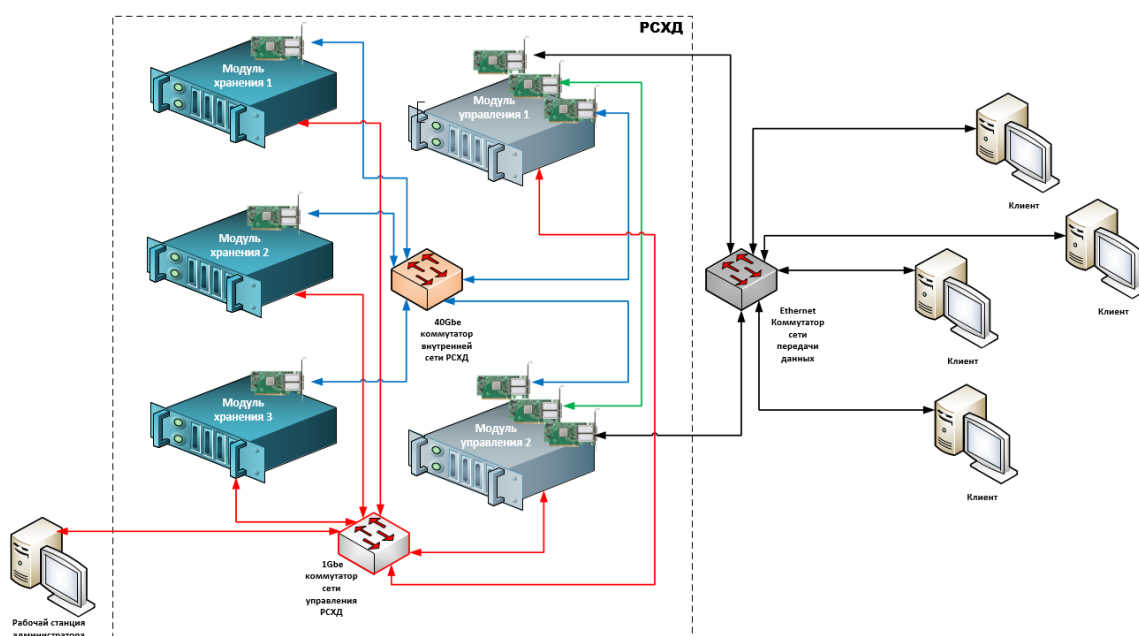 РСХД
Модуль
хранения 1
Модуль
управления 1
Клиент
Модуль
хранения 2
Клиент
40Gbe
коммутатор
внутренней
сети РСХД
Ethernet
Коммутатор
сети
передачи
данных
Клиент
Модуль
хранения 3
Модуль
управления 2
Клиент
1Gbe
коммутатор
сети
управления
РСХД
Рабочай станция
администратора